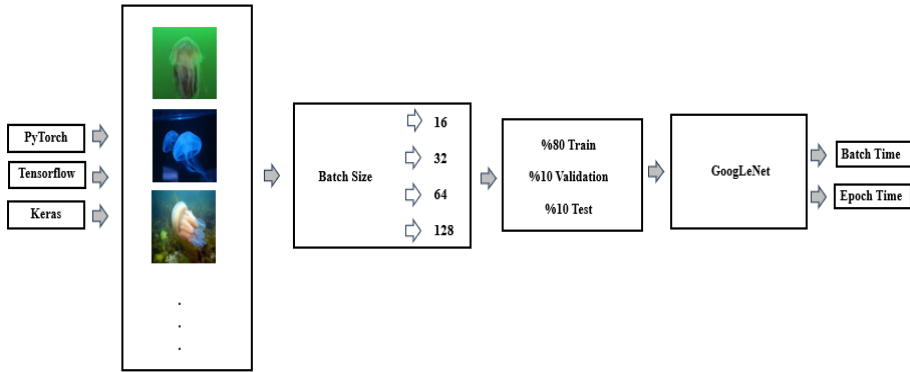 PyTorch
Tensorflow
Keras
.
.
.
Batch Size
16
32
64
128
%80 Train
%10 Validation
%10 Test
GoogLeNet
Batch Time
Epoch Time